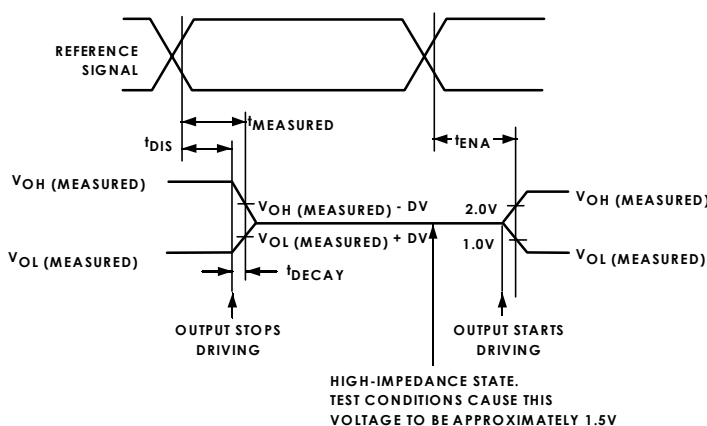 REFERENCE
SIGNAL
tMEASURED
tDIS
tENA
VOH (MEASURED)
VOH (MEASURED) - DV
2.0V
VOH (MEASURED)
VOL (MEASURED) + DV
1.0V
VOL (MEASURED)
VOL (MEASURED)
tDECAY
OUTPUT STOPS
DRIVING
OUTPUT STARTS
DRIVING
HIGH-IMPEDANCE STATE.
TEST CONDITIONS CAUSE THIS
VOLTAGE TO BE APPROXIMATELY 1.5V